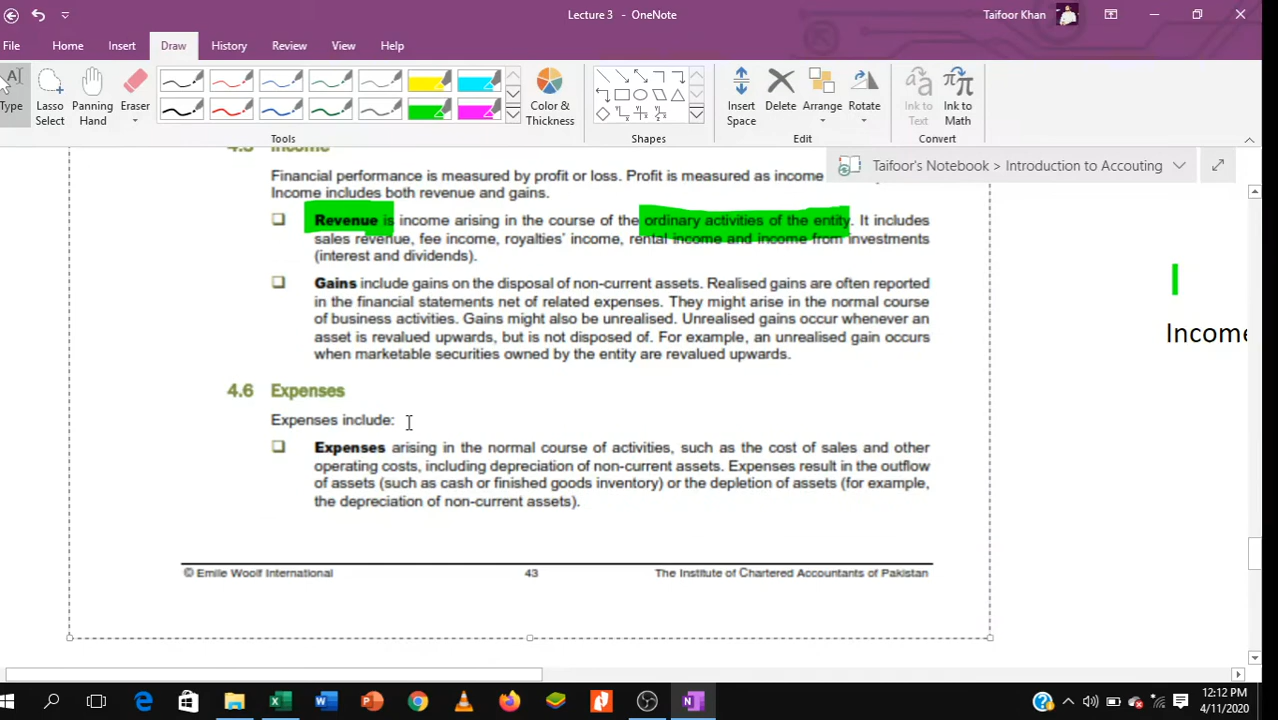 Lecture 3 - OneNote
Taifoor Khan
File Home Insert Draw History Review View Help
Type
Lasso Select
Panning Hand
Eraser
Color & Thickness
Insert Space
Delete
Arrange
Rotate
Ink to Text
Ink to Math
Tools
Shapes
Edit
Convert
Taifoor's Notebook > Introduction to Accouting
4.5 Income
Financial performance is measured by profit or loss. Profit is measured as income
Income includes both revenue and gains.
Revenue is income arising in the course of the ordinary activities of the entity. It includes
sales revenue, fee income, royalties' income, rental income and income from investments
(interest and dividends).
Gains include gains on the disposal of non-current assets. Realised gains are often reported
in the financial statements net of related expenses. They might arise in the normal course
of business activities. Gains might also be unrealised. Unrealised gains occur whenever an
asset is revalued upwards, but is not disposed of. For example, an unrealised gain occurs
when marketable securities owned by the entity are revalued upwards.
Income
4.6 Expenses
Expenses include:
Expenses arising in the normal course of activities, such as the cost of sales and other
operating costs, including depreciation of non-current assets. Expenses result in the outflow
of assets (such as cash or finished goods inventory) or the depletion of assets (for example,
the depreciation of non-current assets).
© Emile Woolf International
43
The Institute of Chartered Accountants of Pakistan
12:12 PM
4/11/2020